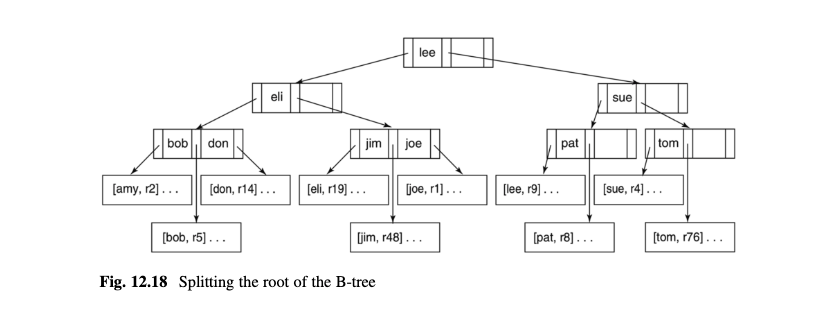 lee
eli
sue
bob don
jim joe
pat
tom
[amy, r2] . . .
[don, r14] . . .
[eli, r19] . . .
[joe, r1] . . .
[lee, r9] . . .
[sue, r4] . . .
[bob, r5] . . .
[jim, r48] . . .
[pat, r8] . . .
[tom, r76] . . .
Fig. 12.18 Splitting the root of the B-tree